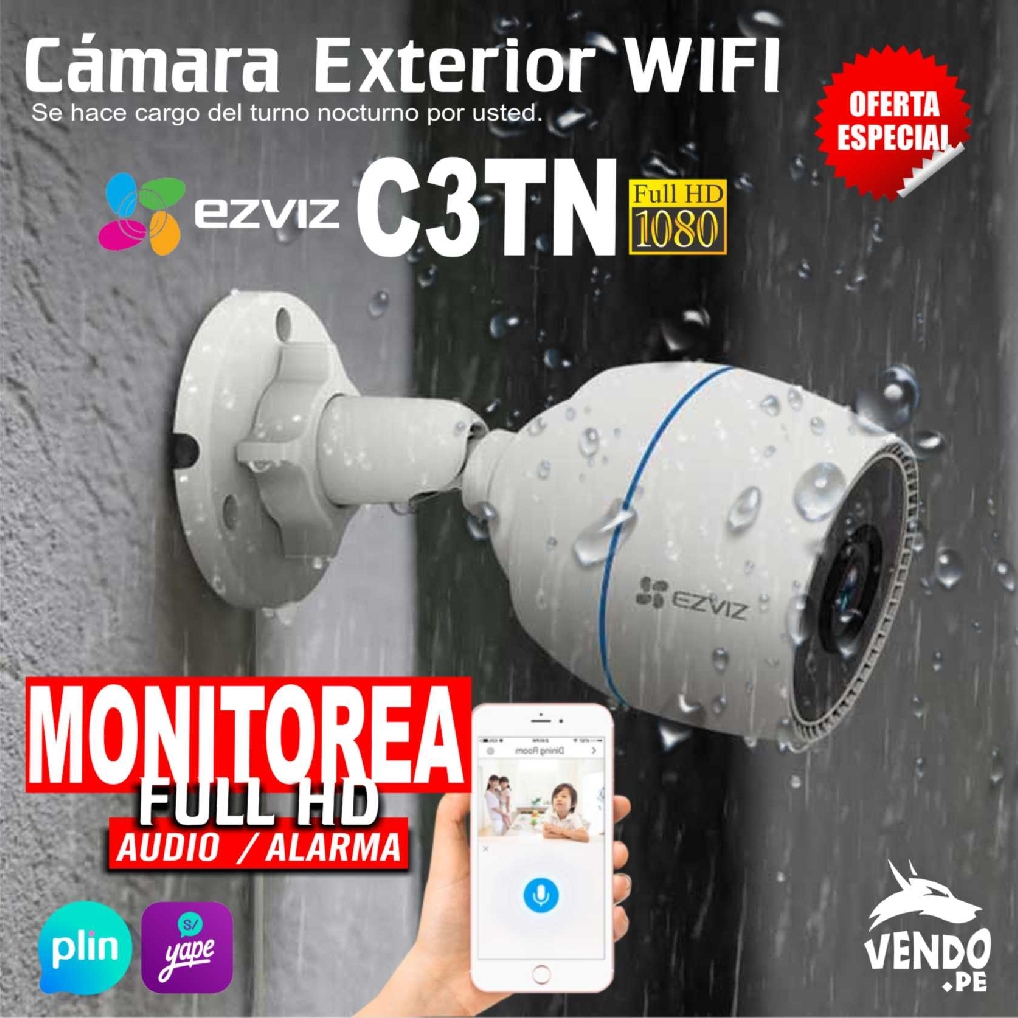 Cámara Exterior WIFI
Se hace cargo del turno nocturno por usted.
OFERTA
ESPECIAL
ezviz C3TN
Full HD
1080
EZVIZ
MONITOREA
FULL HD
AUDIO / ALARMA
Dining Room
plin
S/
yape
VENDO
.PE